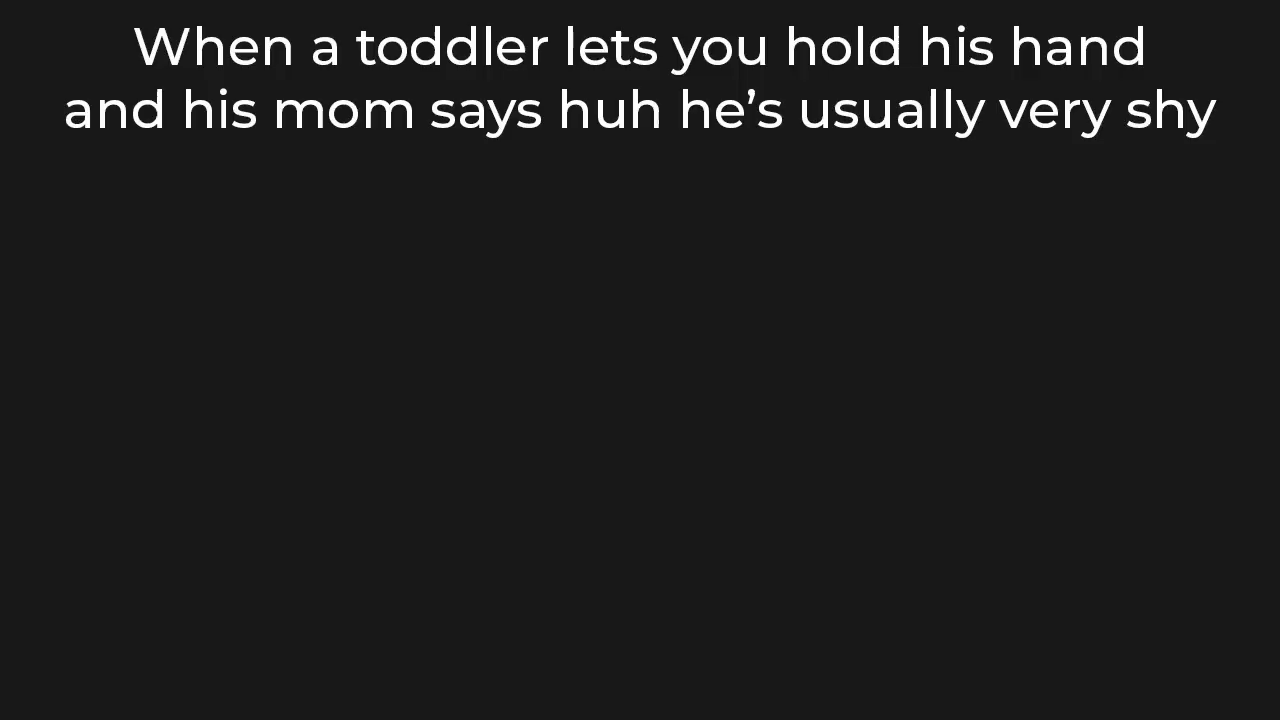 When a toddler lets you hold his hand
and his mom says huh he’s usually very shy